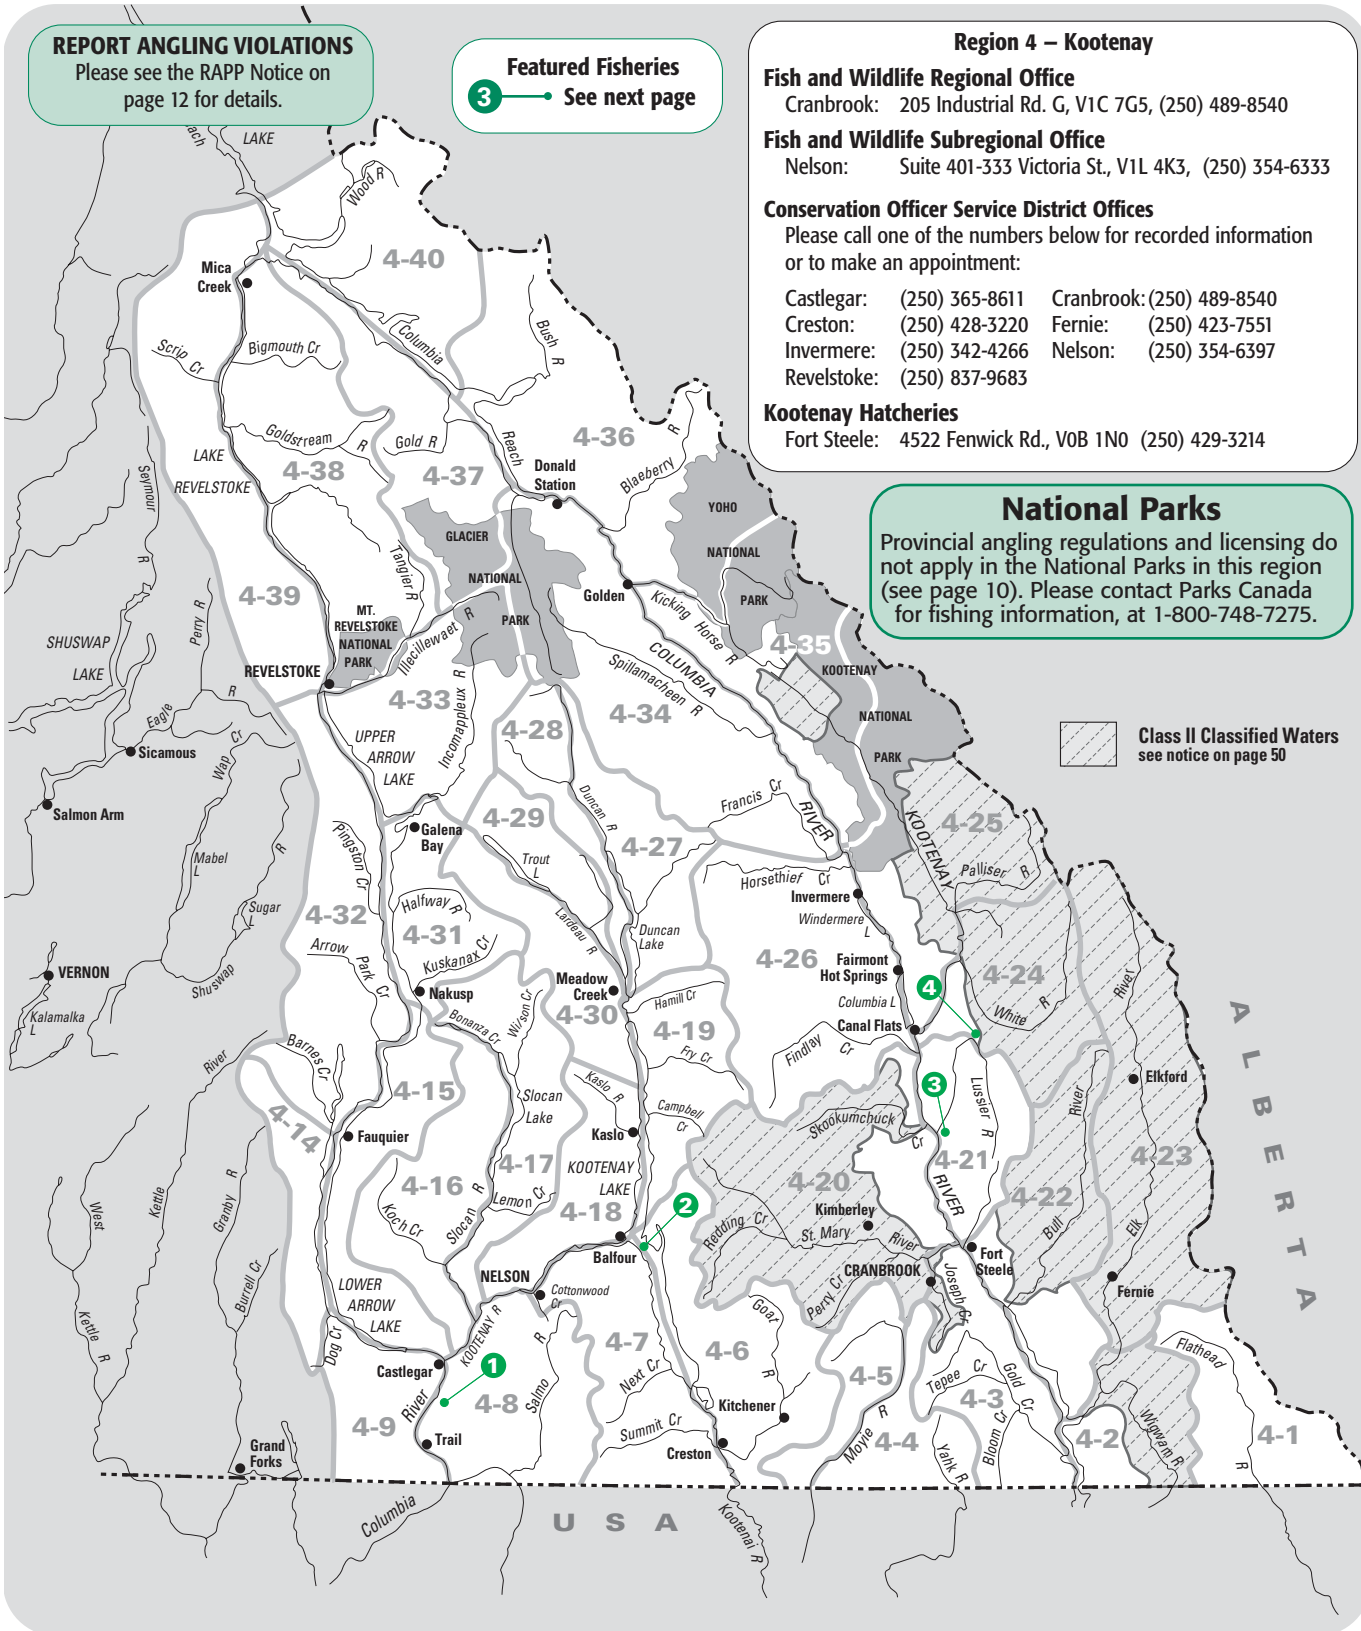 REPORT ANGLING VIOLATIONS
Please see the RAPP Notice on
page 12 for details.
Featured Fisheries
3 See next page
Region 4 – Kootenay
Fish and Wildlife Regional Office
Cranbrook: 205 Industrial Rd. G, V1C 7G5, (250) 489-8540
Fish and Wildlife Subregional Office
Nelson: Suite 401-333 Victoria St., V1L 4K3, (250) 354-6333
Conservation Officer Service District Offices
Please call one of the numbers below for recorded information
or to make an appointment:
Castlegar: (250) 365-8611 Cranbrook: (250) 489-8540
Creston: (250) 428-3220 Fernie: (250) 423-7551
Invermere: (250) 342-4266 Nelson: (250) 354-6397
Revelstoke: (250) 837-9683
Kootenay Hatcheries
Fort Steele: 4522 Fenwick Rd., V0B 1N0 (250) 429-3214
National Parks
Provincial angling regulations and licensing do
not apply in the National Parks in this region
(see page 10). Please contact Parks Canada
for fishing information, at 1-800-748-7275.
Class II Classified Waters
see notice on page 50
LAKE
Wood R
4-40
Mica
Creek
Columbia
Reach
Bush R
Scrip Cr
Bigmouth Cr
Goldstream R
Gold R
4-36
4-38
4-37
LAKE
REVELSTOKE
Donald
Station
Blaeberry R
Seymour R
YOHO
NATIONAL
PARK
GLACIER
NATIONAL
PARK
Tangier R
4-39
MT.
REVELSTOKE
NATIONAL
PARK
Illecillewaet R
Golden
Kicking Horse R
4-35
KOOTENAY
NATIONAL
PARK
Perry R
SHUSWAP
LAKE
REVELSTOKE
COLUMBIA
RIVER
Spillamacheen R
4-33
4-34
4-28
Incomappleux R
UPPER
ARROW
LAKE
Eagle R
Sicamous
Wap Cr
Salmon Arm
Francis Cr
Duncan R
KOOTENAY
4-25
Palliser R
Galena
Bay
4-29
4-27
Pingston Cr
Trout
L
Mabel
L
Horsethief Cr
Invermere
Windermere
L
Sugar
L
Halfway R
4-32
4-31
Lardeau R
Duncan
Lake
Arrow Park Cr
Kuskanax Cr
4-26
Fairmont
Hot Springs
4-24
River
VERNON
Shuswap R
Nakusp
Meadow
Creek
Hamill Cr
Columbia L
4
White R
Kalamalka
L
Bonanza Cr
Wilson Cr
4-30
4-19
Canal Flats
Findlay Cr
Fry Cr
Barnes Cr
River
4-15
Slocan
Lake
Kaslo R
Campbell
Cr
3
Lussier R
River
Elkford
ALBERTA
4-14
Fauquier
Kaslo
Skookumchuck
Cr
4-21
4-23
4-17
KOOTENAY
LAKE
4-20
RIVER
4-22
4-16
Lemon Cr
2
Kimberley
Redding Cr
St. Mary River
Koch Cr
Slocan R
4-18
Balfour
Bull
Elk
West
Kettle
Granby R
Burrell Cr
NELSON
CRANBROOK
Fort
Steele
Perry Cr
Joseph Cr
Fernie
LOWER
ARROW
LAKE
Cottonwood
Cr
Goat R
Kettle R
Dog Cr
KOOTENAY R
4-7
4-6
Flathead R
Castlegar
1
Next Cr
4-5
Tepee Cr
Gold Cr
4-8
Salmo R
4-3
River
4-9
Kitchener
Moyie R
Bloom Cr
4-2
Wigwam R
4-1
Trail
Summit Cr
Creston
4-4
Yahk R
Grand
Forks
Columbia
USA
Kootenai R